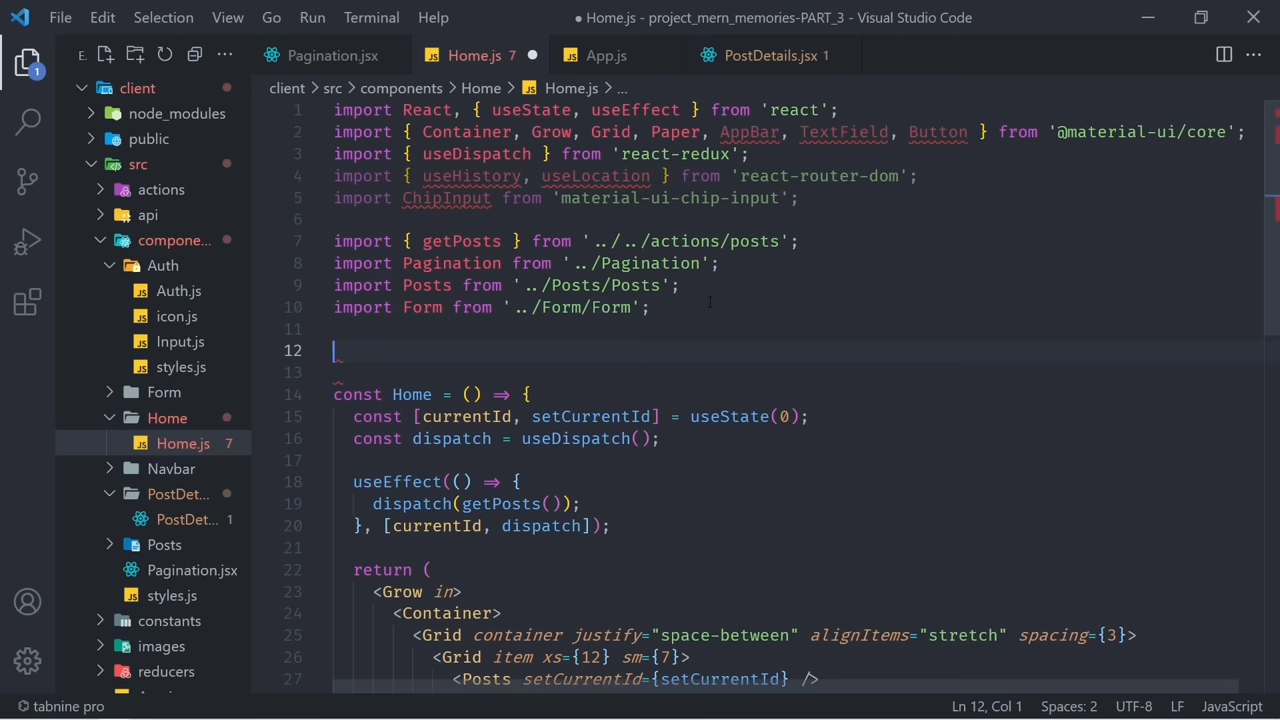 File Edit Selection View Go Run Terminal Help
● Home.js - project_mern_memories-PART_3 - Visual Studio Code
1
E.
Pagination.jsx
Home.js 7
App.js
PostDetails.jsx 1
client > src > components > Home > Home.js > ...
client
node_modules
public
src
actions
api
compone...
Auth
Auth.js
icon.js
Input.js
styles.js
Form
Home
Home.js 7
Navbar
PostDet...
PostDet... 1
Posts
Pagination.jsx
styles.js
constants
images
reducers
1 import React, { useState, useEffect } from 'react';
2 import { Container, Grow, Grid, Paper, AppBar, TextField, Button } from '@material-ui/core';
3 import { useDispatch } from 'react-redux';
4 import { useHistory, useLocation } from 'react-router-dom';
5 import ChipInput from 'material-ui-chip-input';
6
7 import { getPosts } from '../../actions/posts';
8 import Pagination from '../Pagination';
9 import Posts from '../Posts/Posts';
10 import Form from '../Form/Form';
11
12
13
14 const Home = () => {
15 const [currentId, setCurrentId] = useState(0);
16 const dispatch = useDispatch();
17
18 useEffect(() => {
19 dispatch(getPosts());
20 }, [currentId, dispatch]);
21
22 return (
23 <Grow in>
24 <Container>
25 <Grid container justify="space-between" alignItems="stretch" spacing={3}>
26 <Grid item xs={12} sm={7}>
27 <Posts setCurrentId={setCurrentId} />
tabnine pro
Ln 12, Col 1 Spaces: 2 UTF-8 LF JavaScript